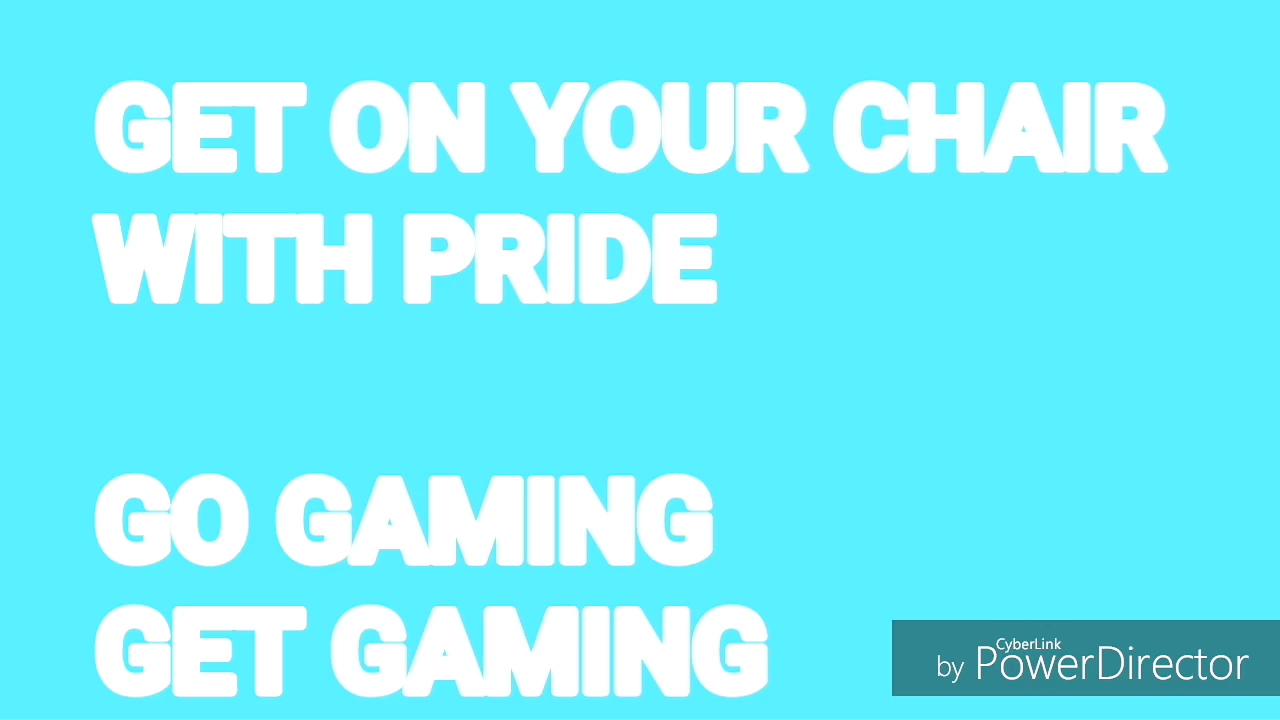 GET ON YOUR CHAIR
WITH PRIDE
GO GAMING
GET GAMING
by CyberLink PowerDirector